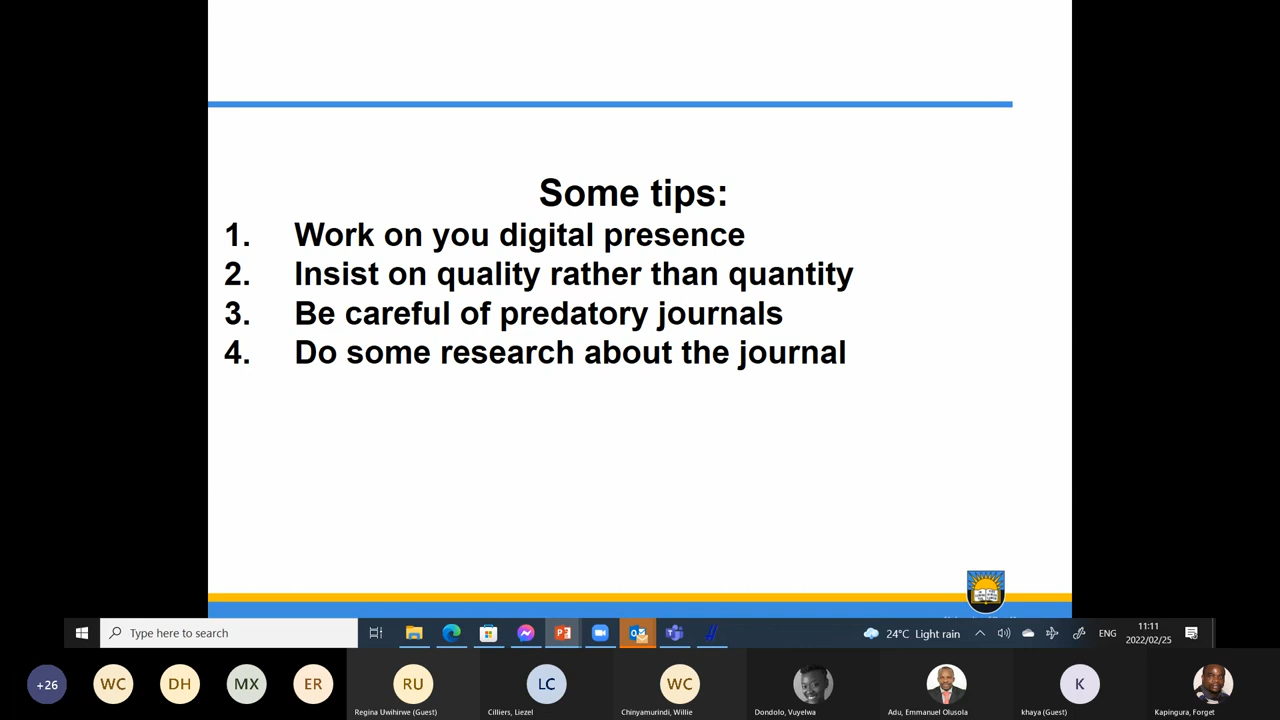 Some tips:
1. Work on you digital presence
2. Insist on quality rather than quantity
3. Be careful of predatory journals
4. Do some research about the journal
Type here to search
24°C Light rain
ENG
11:11
2022/02/25
+26
WC
DH
MX
ER
RU
LC
WC
K
Regina Uwihirwe (Guest)
Cilliers, Liezel
Chinyamurindi, Willie
Dondolo, Vuyelwa
Adu, Emmanuel Olusola
khaya (Guest)
Kapingura, Forget